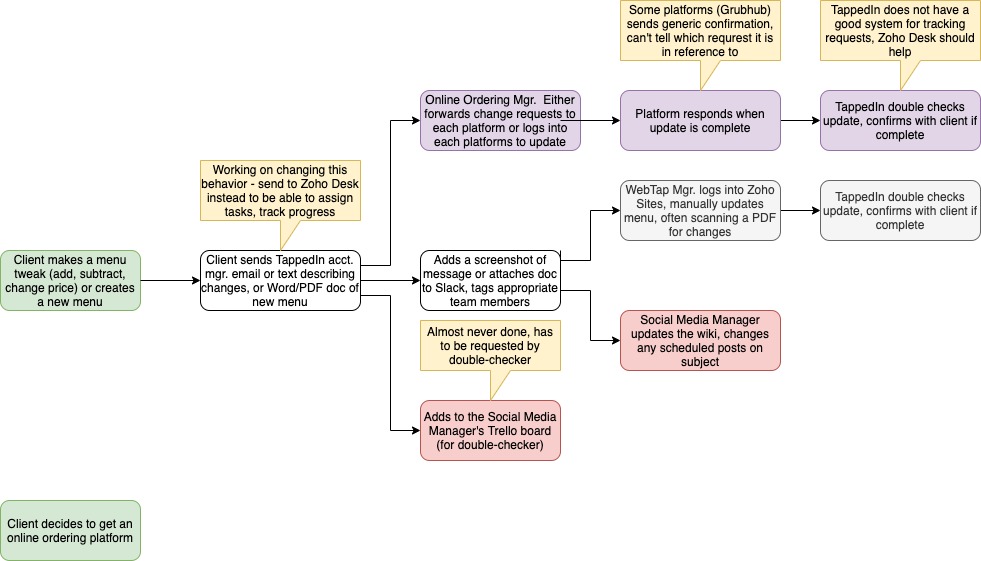 Some platforms (Grubhub)
sends generic confirmation,
can't tell which requrest it is
in reference to
TappedIn does not have a
good system for tracking
requests, Zoho Desk should
help
Online Ordering Mgr. Either
forwards change requests to
each platform or logs into
each platforms to update
Platform responds when
update is complete
TappedIn double checks
update, confirms with client if
complete
Working on changing this
behavior - send to Zoho Desk
instead to be able to assign
tasks, track progress
WebTap Mgr. logs into Zoho
Sites, manually updates
menu, often scanning a PDF
for changes
TappedIn double checks
update, confirms with client if
complete
Client makes a menu
tweak (add, subtract,
change price) or creates
a new menu
Client sends TappedIn acct.
mgr. email or text describing
changes, or Word/PDF doc of
new menu
Adds a screenshot of
message or attaches doc
to Slack, tags appropriate
team members
Social Media Manager
updates the wiki, changes
any scheduled posts on
subject
Almost never done, has
to be requested by
double-checker
Adds to the Social Media
Manager's Trello board
(for double-checker)
Client decides to get an
online ordering platform